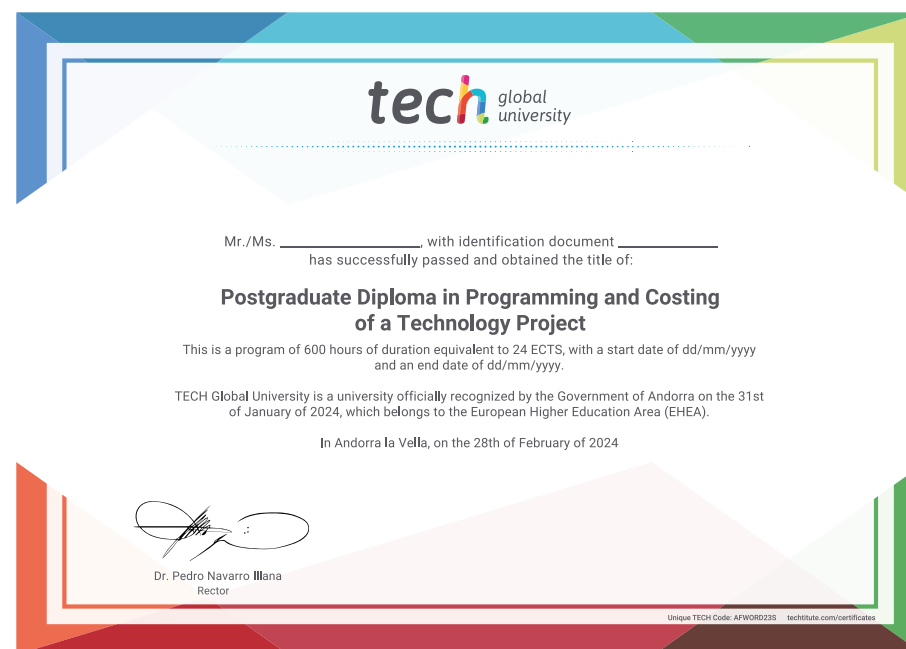 tech global university
Mr./Ms. ____________________, with identification document ______________
has successfully passed and obtained the title of:
Postgraduate Diploma in Programming and Costing
of a Technology Project
This is a program of 600 hours of duration equivalent to 24 ECTS, with a start date of dd/mm/yyyy
and an end date of dd/mm/yyyy.
TECH Global University is a university officially recognized by the Government of Andorra on the 31st
of January of 2024, which belongs to the European Higher Education Area (EHEA).
In Andorra la Vella, on the 28th of February of 2024
Dr. Pedro Navarro Illana
Rector
Unique TECH Code: AFWORD23S techtitute.com/certificates